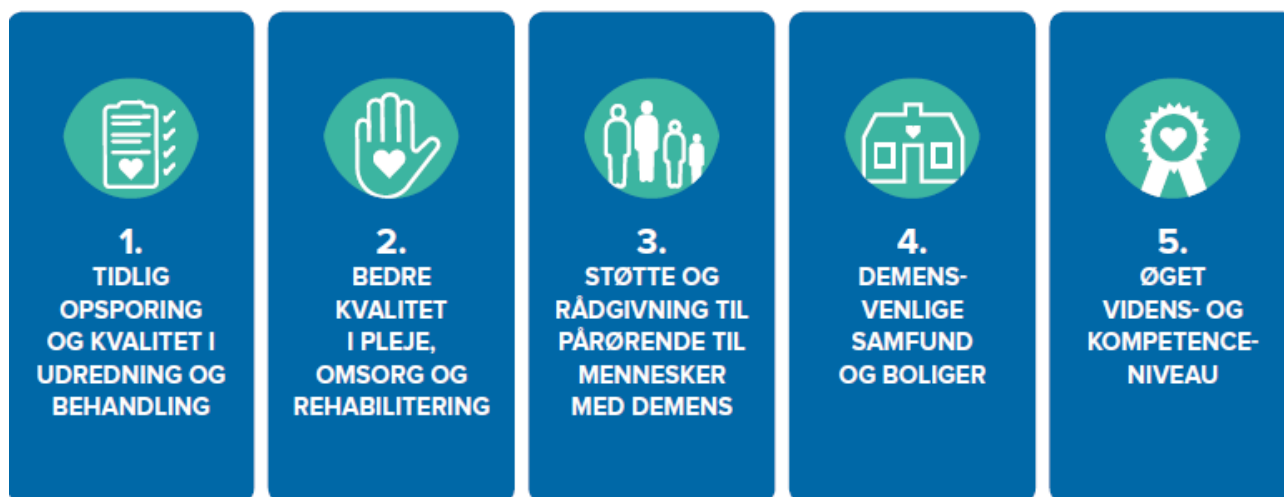 1.
TIDLIG
OPSPORING
OG KVALITET I
UDREDNING OG
BEHANDLING
2.
BEDRE
KVALITET
I PLEJE,
OMSORG OG
REHABILITERING
3.
STØTTE OG
RÅDGIVNING TIL
PÅRØRENDE TIL
MENNESKER
MED DEMENS
4.
DEMENS-
VENLIGE
SAMFUND
OG BOLIGER
5.
ØGET
VIDENS- OG
KOMPETENCE-
NIVEAU